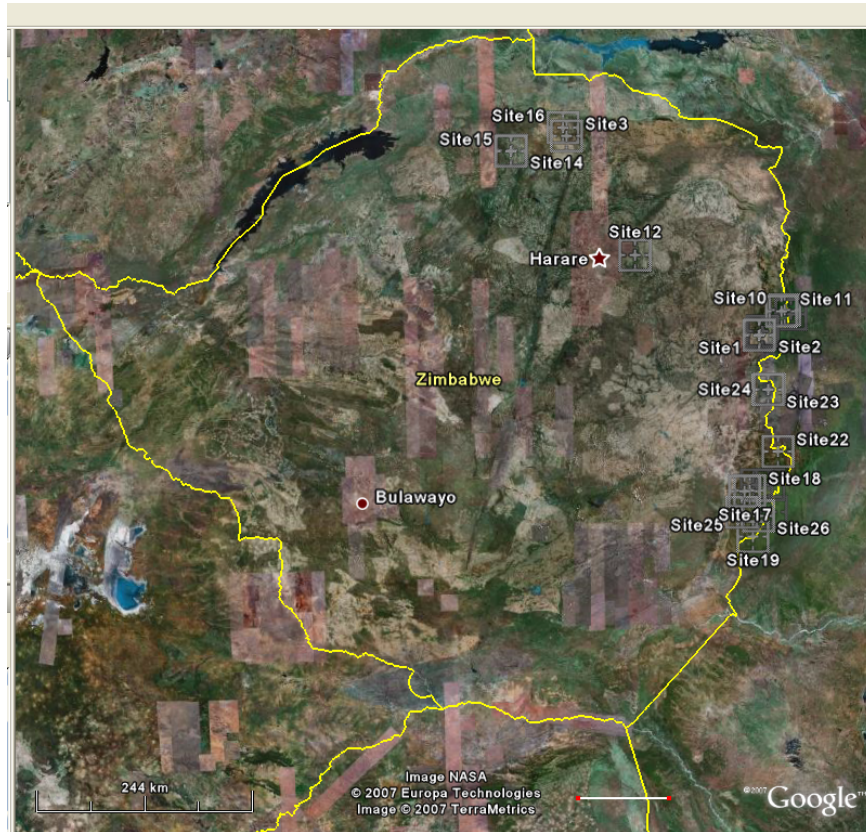 Site16
Site3
Site15
Site14
Site12
Harare
Site10
Site11
Site1
Site2
Zimbabwe
Site24
Site23
Site22
Bulawayo
Site18
Site17
Site25
Site26
Site19
244 km
Image NASA
© 2007 Europa Technologies
Image © 2007 TerraMetrics
©2007 Google™